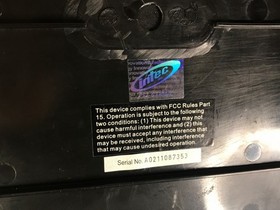 intec
This device complies with FCC Rules Part
15. Operation is subject to the following
two conditions: (1) This device may not
cause harmful interference and (2) this
device must accept any interference that
may be received, including interference
that may cause undesired operation.
Serial No. A0211087353